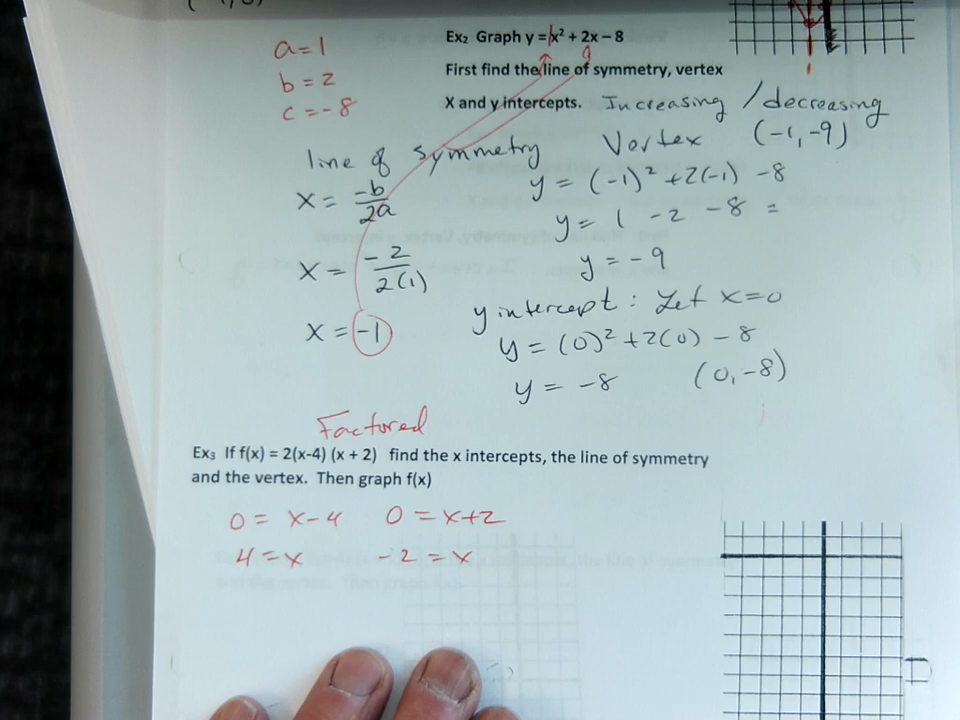 a=1
b=2
c=-8
Ex2 Graph y = x² + 2x – 8
First find the line of symmetry, vertex
X and y intercepts. Increasing / decreasing
line of symmetry
x = -b/2a
x = -2/2(1)
x = -1
Vortex (-1,-9)
y = (-1)² +2(-1) -8
y = 1 -2 -8 =
y = -9
y intercept : Let x=0
y = (0)² +2(0) - 8
y = -8 (0,-8)
Factored
Ex3 If f(x) = 2(x-4) (x + 2) find the x intercepts, the line of symmetry
and the vertex. Then graph f(x)
0 = x-4 0 = x+2
4 = x -2 = x